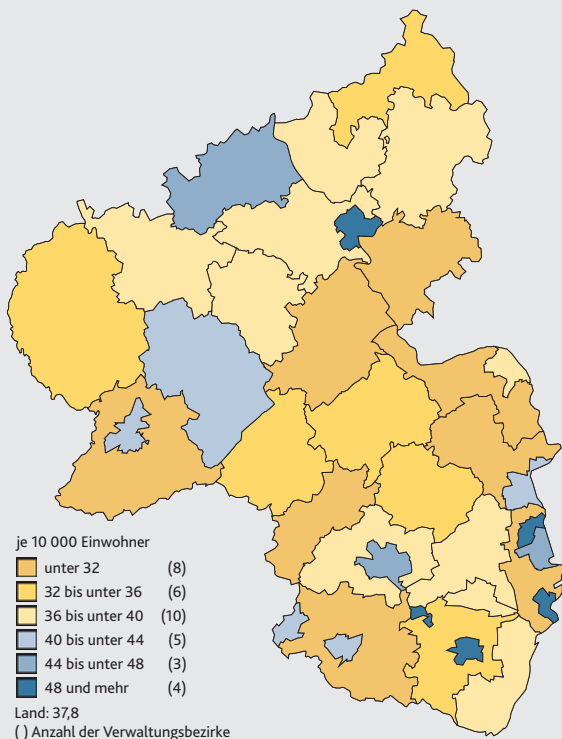 je 10 000 Einwohner
unter 32 (8)
32 bis unter 36 (6)
36 bis unter 40 (10)
40 bis unter 44 (5)
44 bis unter 48 (3)
48 und mehr (4)
Land: 37,8
( ) Anzahl der Verwaltungsbezirke